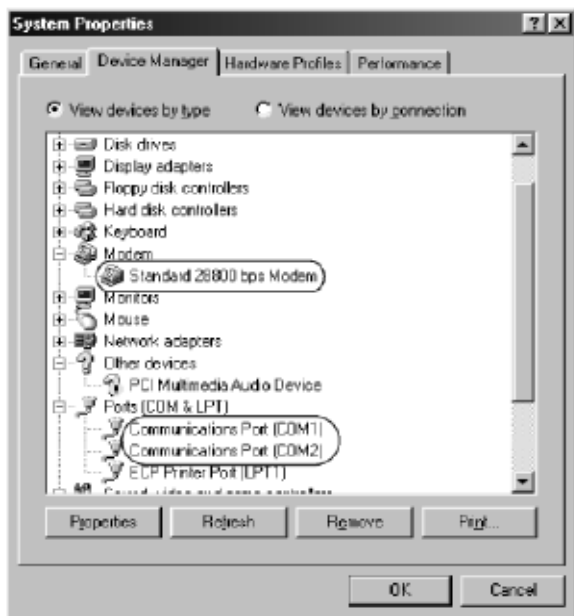 System Properties
General Device Manager Hardware Profiles Performance
View devices by type View devices by connection
Disk drives
Display adapters
Floppy disk controllers
Hard disk controllers
Keyboard
Modem
Standard 28800 bps Modem
Monitors
Mouse
Network adapters
Other devices
PCI Multimedia Audio Device
Ports (COM & LPT)
Communications Port (COM1)
Communications Port (COM2)
ECP Printer Port (LPT1)
Properties Refresh Remove Print...
OK Cancel